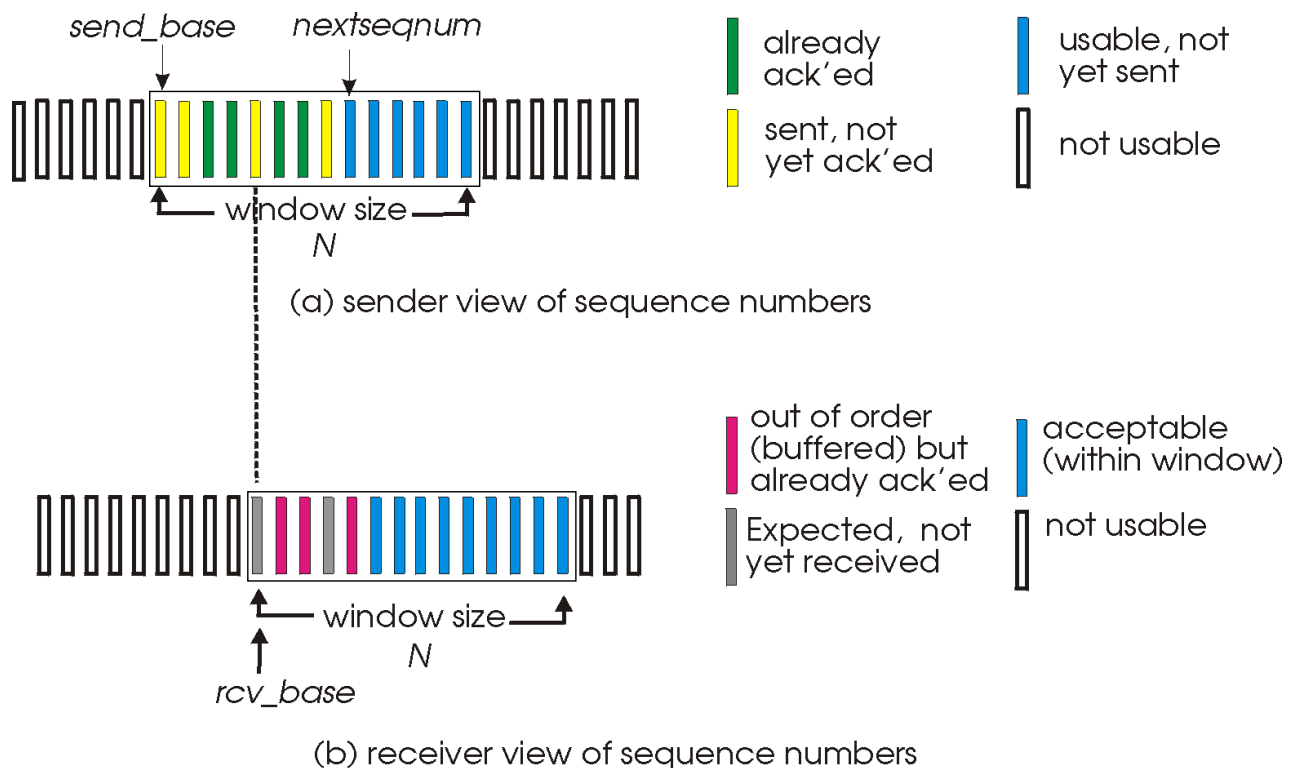 send_base
nextseqnum
already
ack'ed
usable, not
yet sent
sent, not
yet ack'ed
not usable
window size
N
(a) sender view of sequence numbers
out of order
(buffered) but
already ack'ed
acceptable
(within window)
Expected, not
yet received
not usable
window size
N
rcv_base
(b) receiver view of sequence numbers